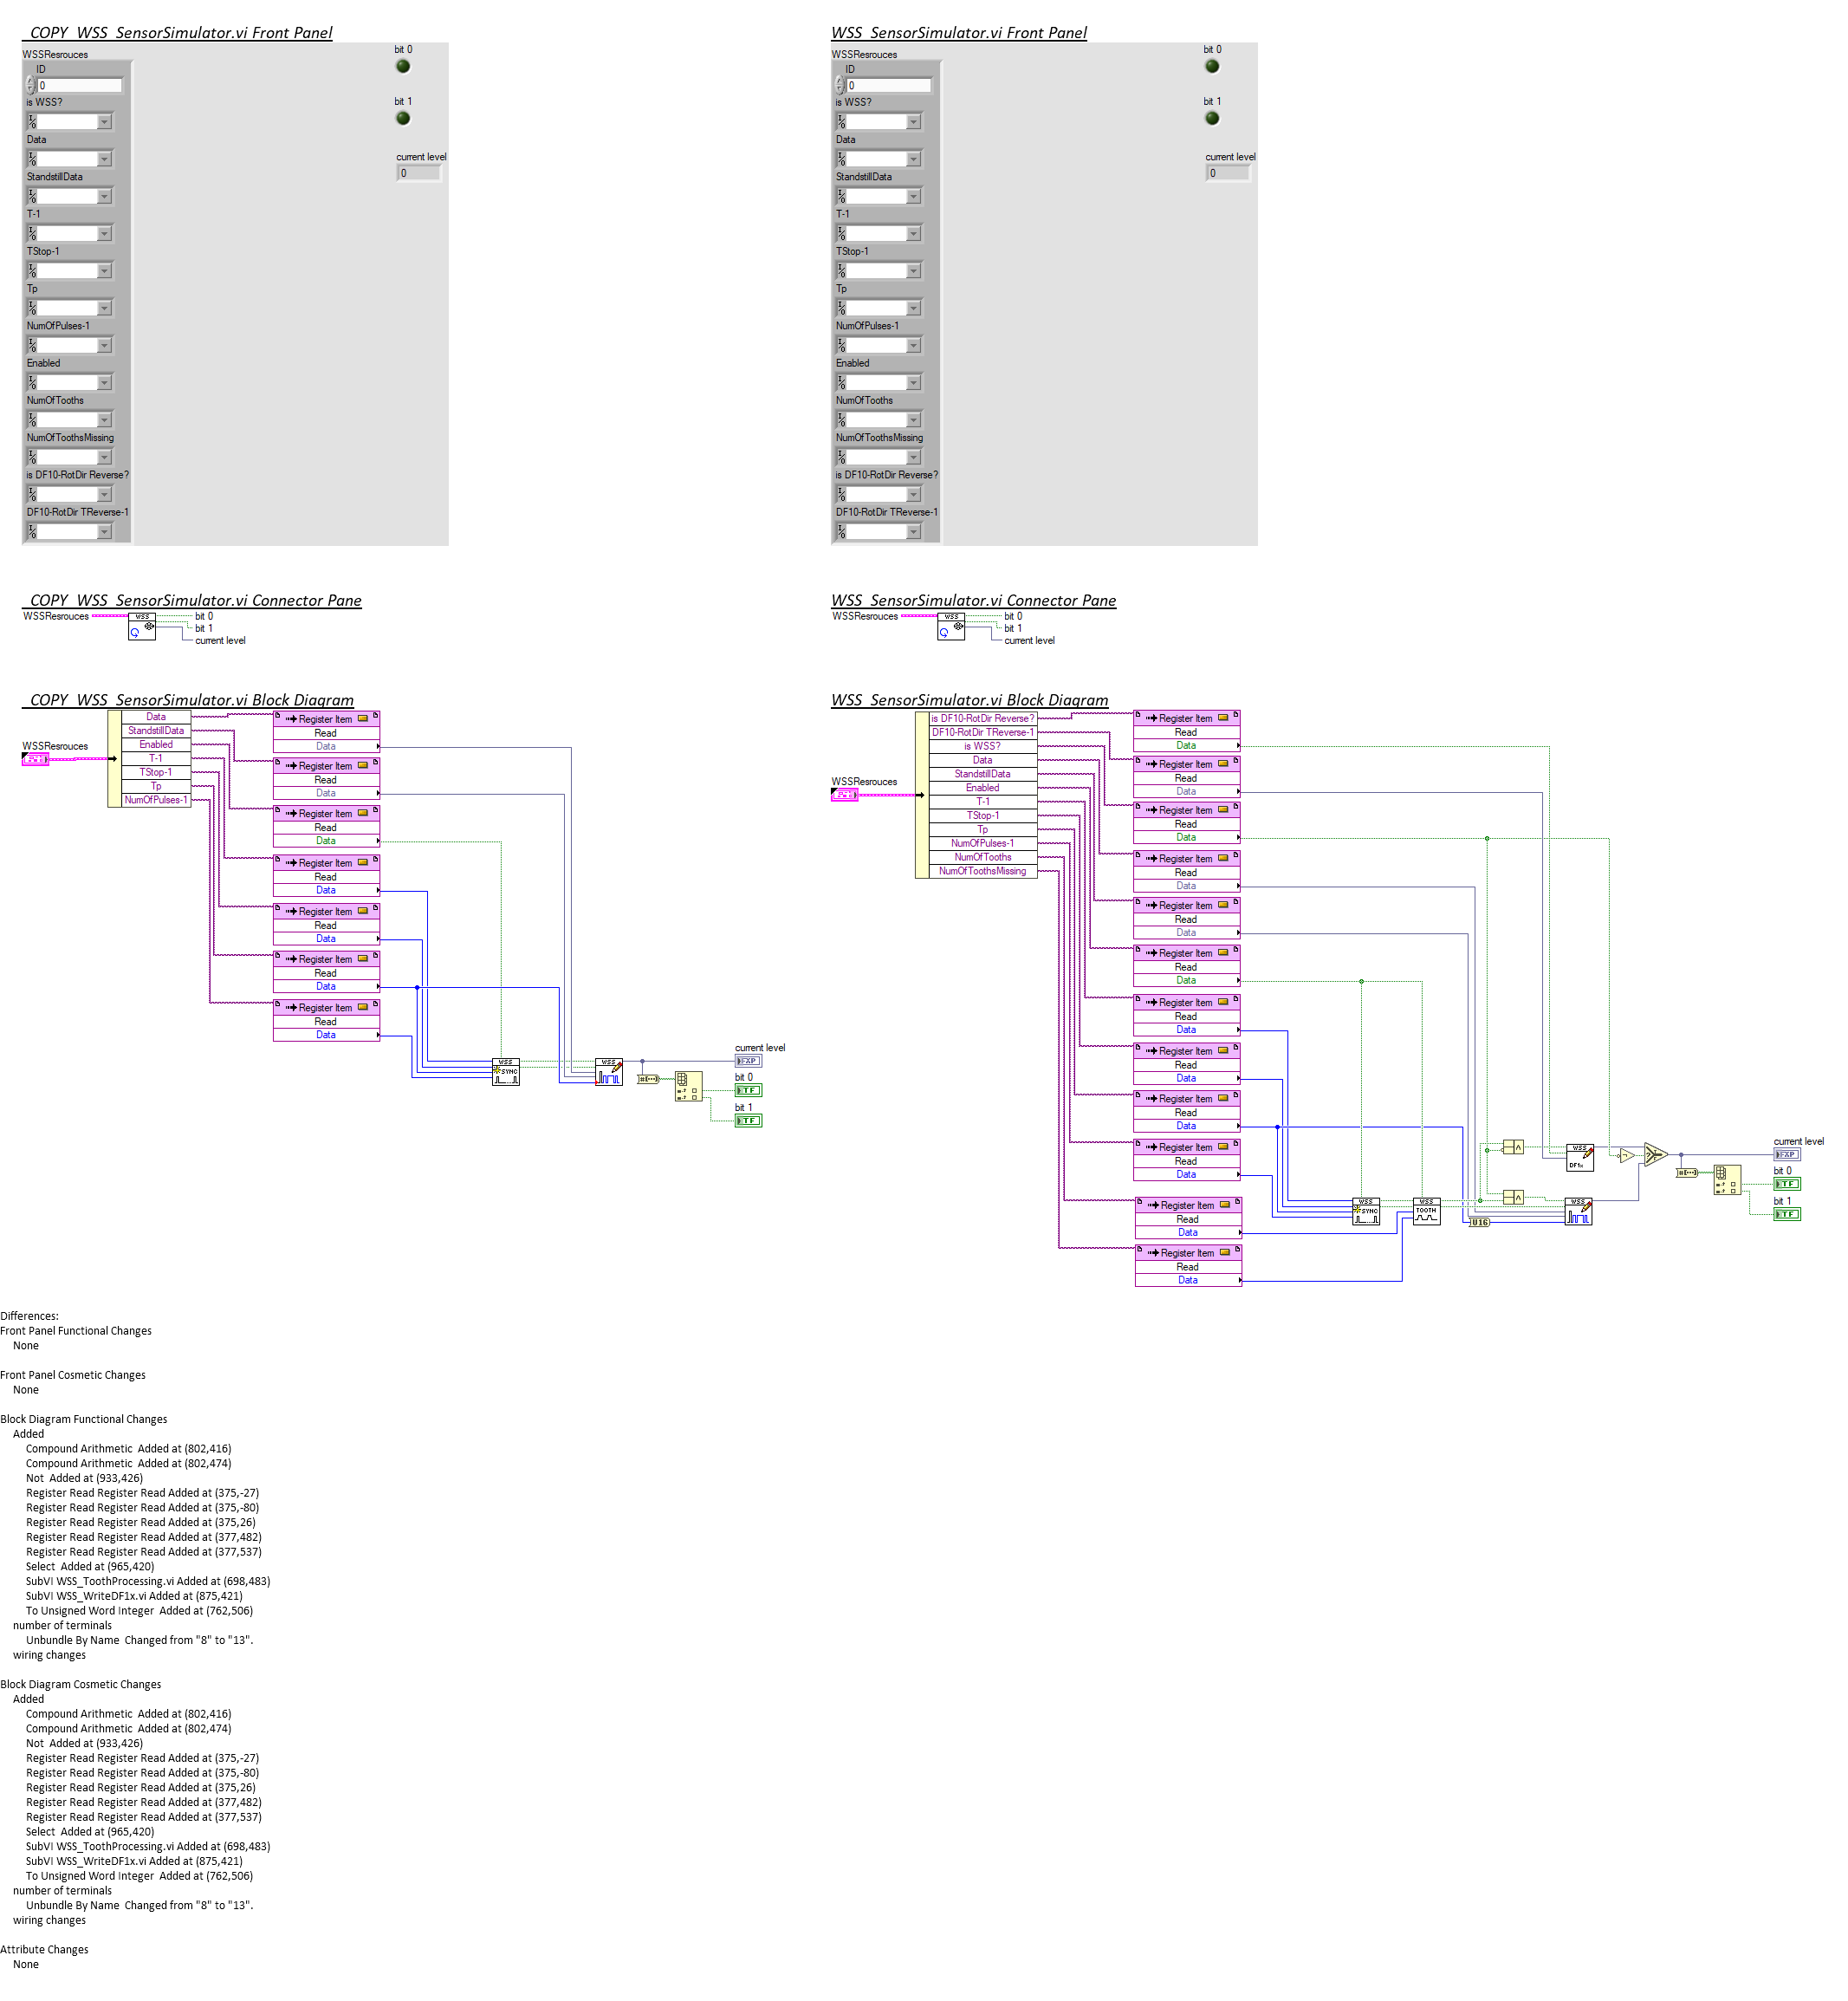 _COPY_WSS_SensorSimulator.vi Front Panel
WSSResrouces
ID
0
is WSS?
Data
StandstillData
T-1
TStop-1
Tp
NumOfPulses-1
Enabled
NumOfTooths
NumOfToothsMissing
is DF10-RotDir Reverse?
DF10-RotDir TReverse-1
bit 0
bit 1
current level
0
WSS_SensorSimulator.vi Front Panel
WSSResrouces
ID
0
is WSS?
Data
StandstillData
T-1
TStop-1
Tp
NumOfPulses-1
Enabled
NumOfTooths
NumOfToothsMissing
is DF10-RotDir Reverse?
DF10-RotDir TReverse-1
bit 0
bit 1
current level
0
_COPY_WSS_SensorSimulator.vi Connector Pane
WSSResrouces
WSS
bit 0
bit 1
current level
WSS_SensorSimulator.vi Connector Pane
WSSResrouces
WSS
bit 0
bit 1
current level
_COPY_WSS_SensorSimulator.vi Block Diagram
WSSResrouces
Data
StandstillData
Enabled
T-1
TStop-1
Tp
NumOfPulses-1
Register Item
Read
Data
Register Item
Read
Data
Register Item
Read
Data
Register Item
Read
Data
Register Item
Read
Data
Register Item
Read
Data
Register Item
Read
Data
WSS
SYNC
WSS
current level
FXP
bit 0
TF
bit 1
TF
WSS_SensorSimulator.vi Block Diagram
WSSResrouces
is DF10-RotDir Reverse?
DF10-RotDir TReverse-1
is WSS?
Data
StandstillData
Enabled
T-1
TStop-1
Tp
NumOfPulses-1
NumOfTooths
NumOfToothsMissing
Register Item
Read
Data
Register Item
Read
Data
Register Item
Read
Data
Register Item
Read
Data
Register Item
Read
Data
Register Item
Read
Data
Register Item
Read
Data
Register Item
Read
Data
Register Item
Read
Data
Register Item
Read
Data
Register Item
Read
Data
Register Item
Read
Data
WSS
SYNC
WSS
TOOTH
U16
WSS
DF1x
WSS
current level
FXP
bit 0
TF
bit 1
TF
Differences:
Front Panel Functional Changes
None
Front Panel Cosmetic Changes
None
Block Diagram Functional Changes
Added
Compound Arithmetic  Added at (802,416)
Compound Arithmetic  Added at (802,474)
Not  Added at (933,426)
Register Read Register Read Added at (375,-27)
Register Read Register Read Added at (375,-80)
Register Read Register Read Added at (375,26)
Register Read Register Read Added at (377,482)
Register Read Register Read Added at (377,537)
Select  Added at (965,420)
SubVI WSS_ToothProcessing.vi Added at (698,483)
SubVI WSS_WriteDF1x.vi Added at (875,421)
To Unsigned Word Integer  Added at (762,506)
number of terminals
Unbundle By Name  Changed from "8" to "13".
wiring changes
Block Diagram Cosmetic Changes
Added
Compound Arithmetic  Added at (802,416)
Compound Arithmetic  Added at (802,474)
Not  Added at (933,426)
Register Read Register Read Added at (375,-27)
Register Read Register Read Added at (375,-80)
Register Read Register Read Added at (375,26)
Register Read Register Read Added at (377,482)
Register Read Register Read Added at (377,537)
Select  Added at (965,420)
SubVI WSS_ToothProcessing.vi Added at (698,483)
SubVI WSS_WriteDF1x.vi Added at (875,421)
To Unsigned Word Integer  Added at (762,506)
number of terminals
Unbundle By Name  Changed from "8" to "13".
wiring changes
Attribute Changes
None